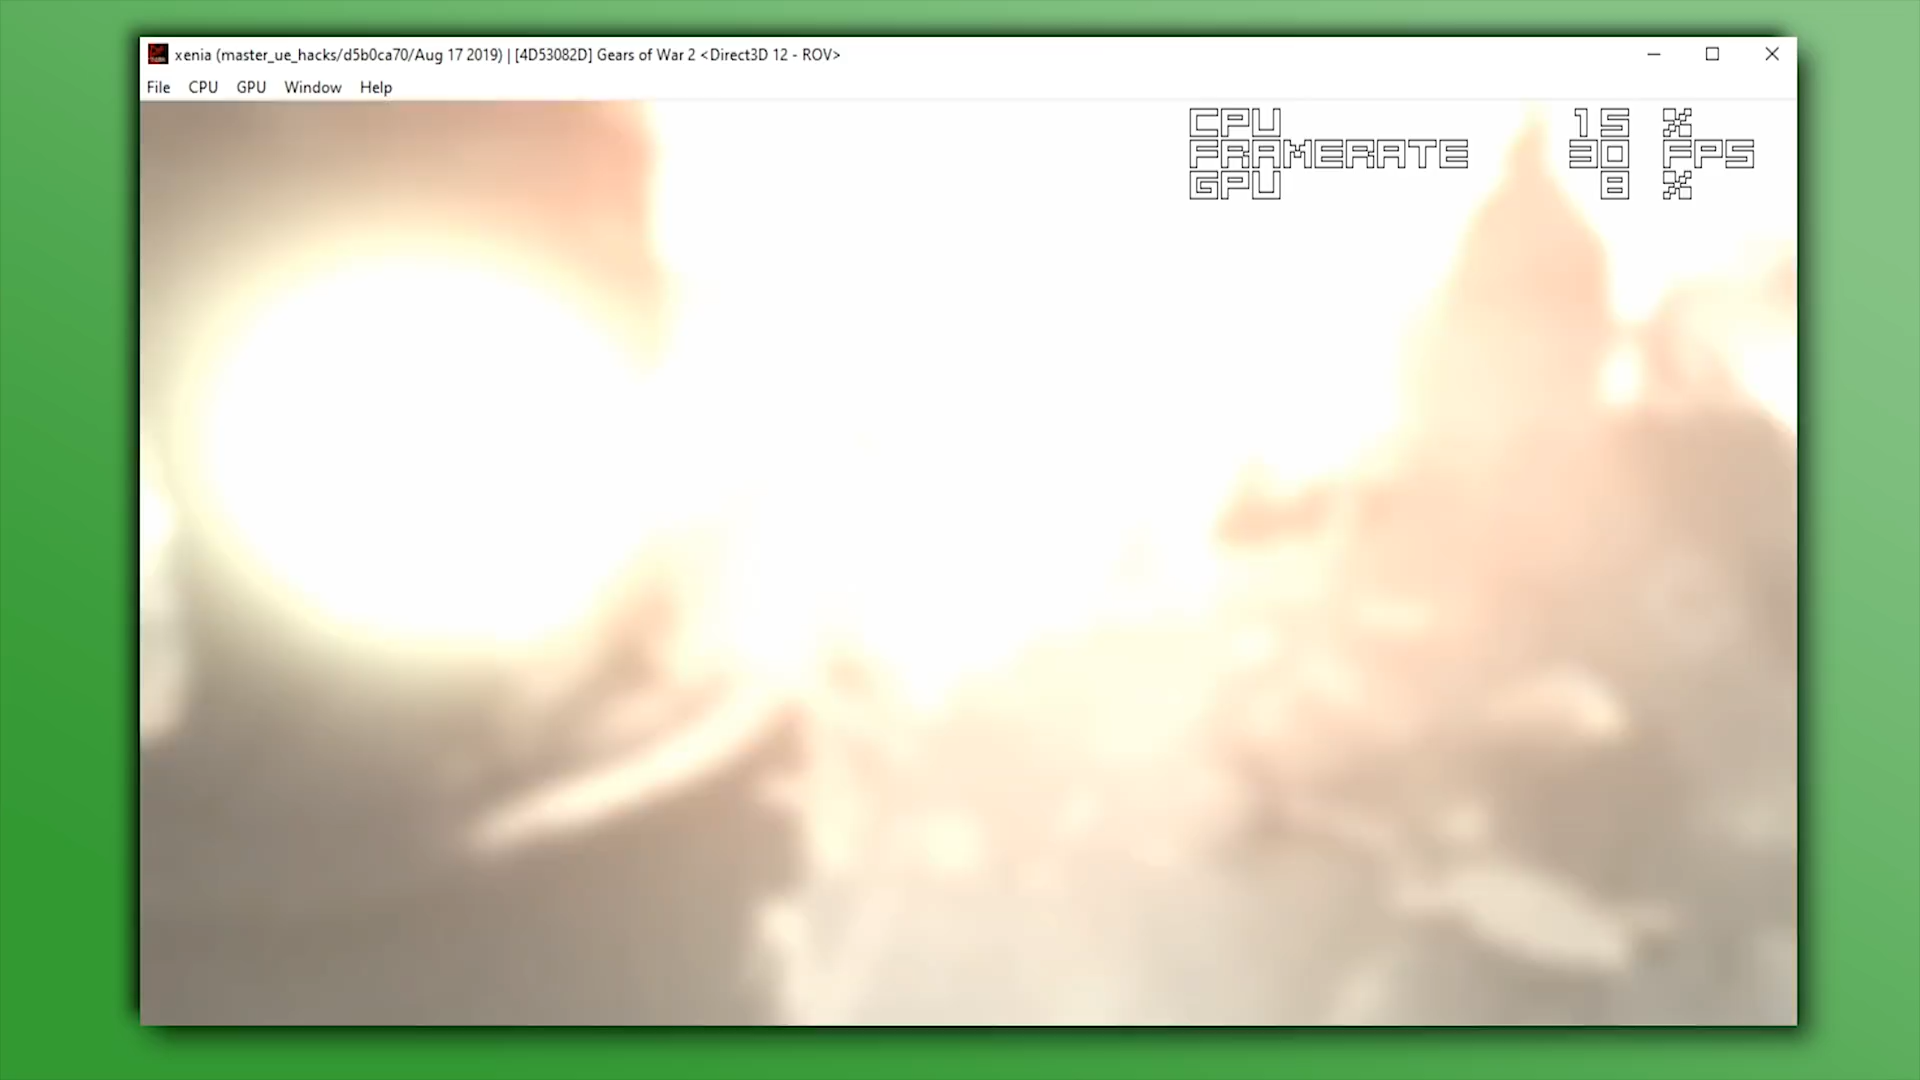 xenia (master_ue_hacks/d5b0ca70/Aug 17 2019) | [4D53082D] Gears of War 2 <Direct3D 12 - ROV>
File CPU GPU Window Help
CPU 15 %
FRAMERATE 30 FPS
GPU 8 %